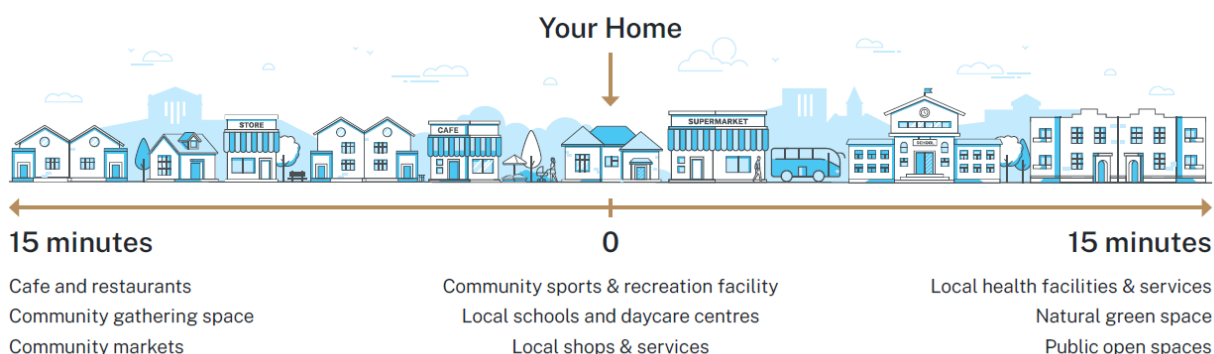 Your Home
STORE
CAFE
SUPERMARKET
SCHOOL
15 minutes
0
15 minutes
Cafe and restaurants
Community sports & recreation facility
Local health facilities & services
Community gathering space
Local schools and daycare centres
Natural green space
Community markets
Local shops & services
Public open spaces